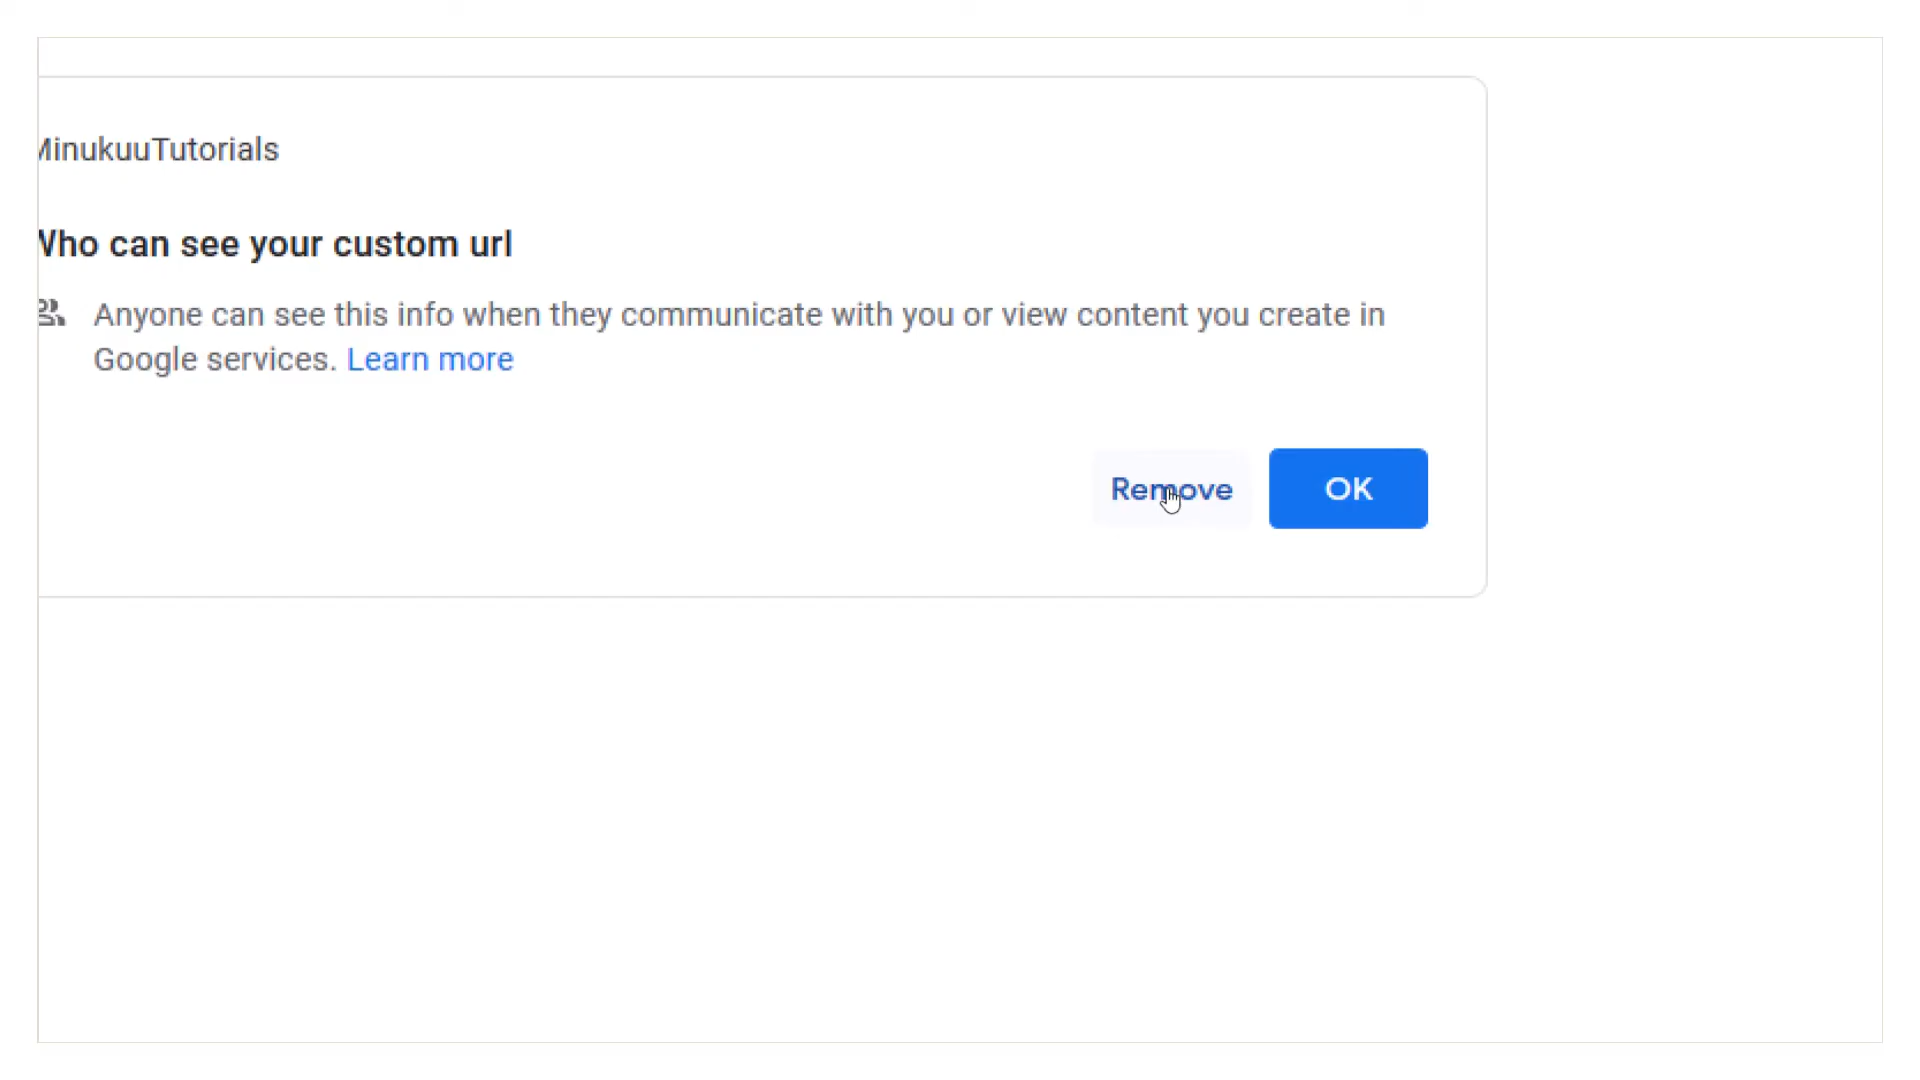 MinukuuTutorials
Who can see your custom url
Anyone can see this info when they communicate with you or view content you create in
Google services. Learn more
Remove OK